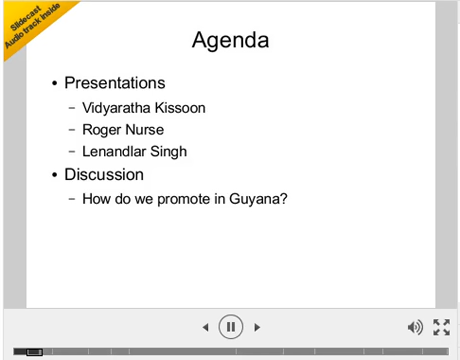 Slidecast
Audio track inside
Agenda
• Presentations
– Vidyaratha Kissoon
– Roger Nurse
– Lenandlar Singh
• Discussion
– How do we promote in Guyana?